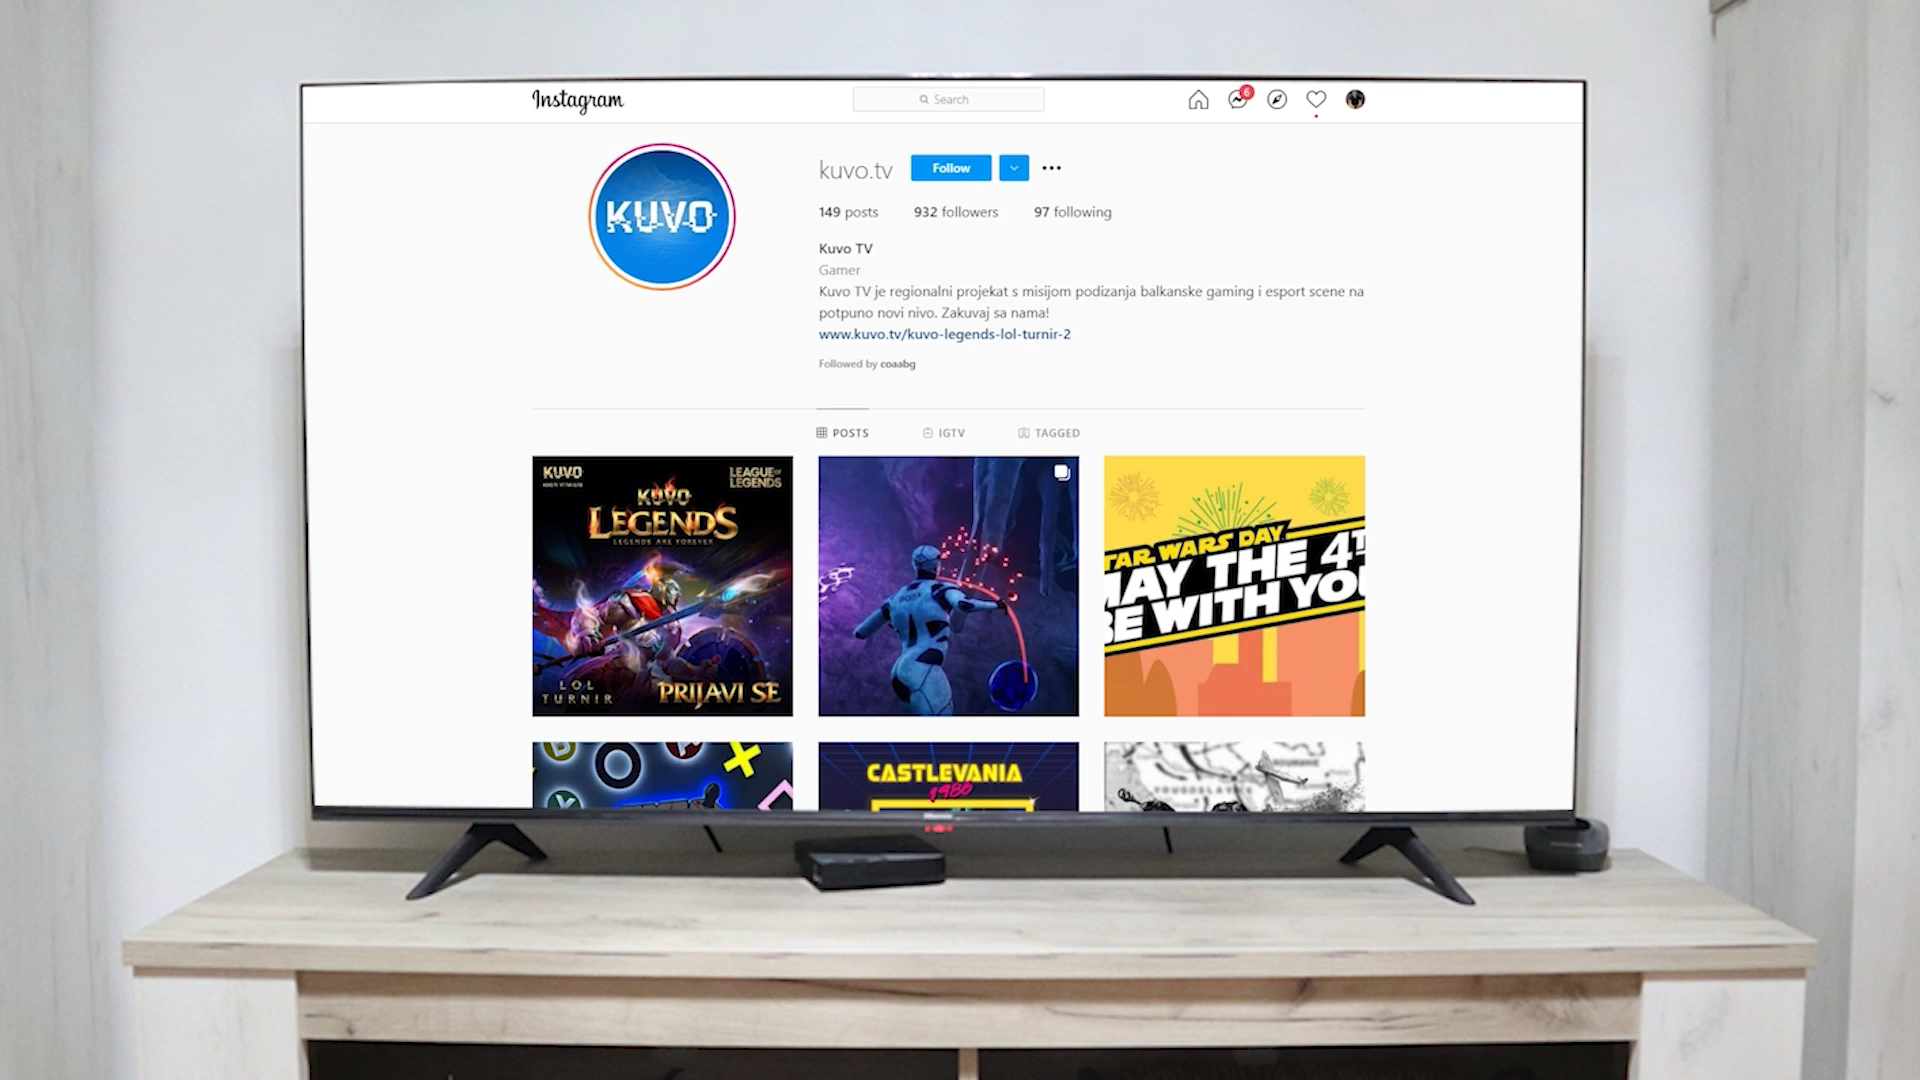 Instagram
Search
6
KUVO
kuvo.tv
Follow
149 posts 932 followers 97 following
Kuvo TV
Gamer
Kuvo TV je regionalni projekat s misijom podizanja balkanske gaming i esport scene na
potpuno novi nivo. Zakuvaj sa nama!
www.kuvo.tv/kuvo-legends-lol-turnir-2
Followed by coaabg
POSTS IGTV TAGGED
KUVO
LEAGUE OF
LEGENDS
KUVO
LEGENDS
LEGENDS ARE FOREVER
LOL
TURNIR
PRIJAVI SE
TAR WARS DAY
MAY THE 4T
BE WITH YOU
CASTLEVANIA
1986
YOUGOSLAVIE
ROUMANIE